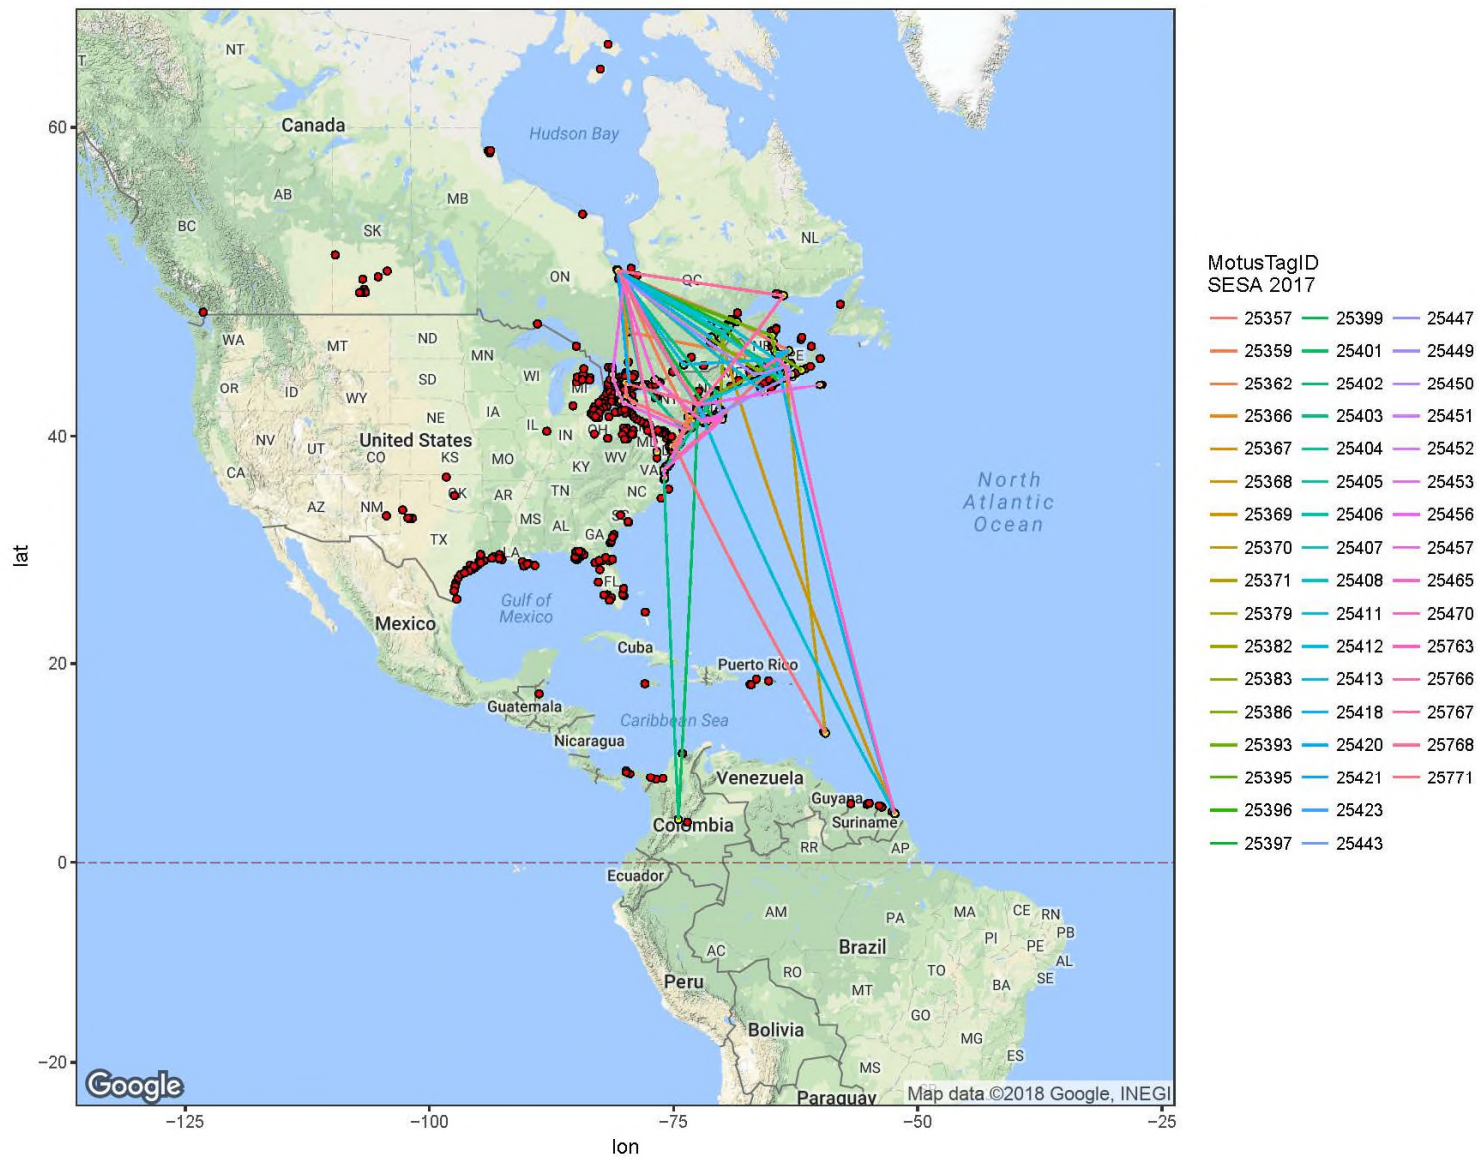 NT
Canada
Hudson Bay
60
AB
MB
BC
SK
NL
ON
QC
WA
MT
ND
MN
NB
PE
OR
ID
WY
SD
WI
MI
NE
IA
NV
UT
United States
CO
KS
IL
IN
OH
MD
CA
MO
KY
WV
VA
40
AZ
NM
OK
AR
TN
NC
MS
AL
GA
SC
TX
LA
FL
North
Atlantic
Ocean
Gulf of
Mexico
Mexico
Cuba
20
Puerto Rico
Guatemala
Caribbean Sea
Nicaragua
Venezuela
Guyana
Suriname
Colombia
RR
AP
0
Ecuador
AM
PA
MA
CE
RN
PB
PI
PE
AL
AC
Brazil
TO
SE
RO
BA
Peru
MT
GO
Bolivia
MG
ES
MS
−20
Paraguay
Google
Map data ©2018 Google, INEGI
−125
−100
−75
−50
−25
lon
lat
MotusTagID
SESA 2017
25357
25359
25362
25366
25367
25368
25369
25370
25371
25379
25382
25383
25386
25393
25395
25396
25397
25399
25401
25402
25403
25404
25405
25406
25407
25408
25411
25412
25413
25418
25420
25421
25423
25443
25447
25449
25450
25451
25452
25453
25456
25457
25465
25470
25763
25766
25767
25768
25771